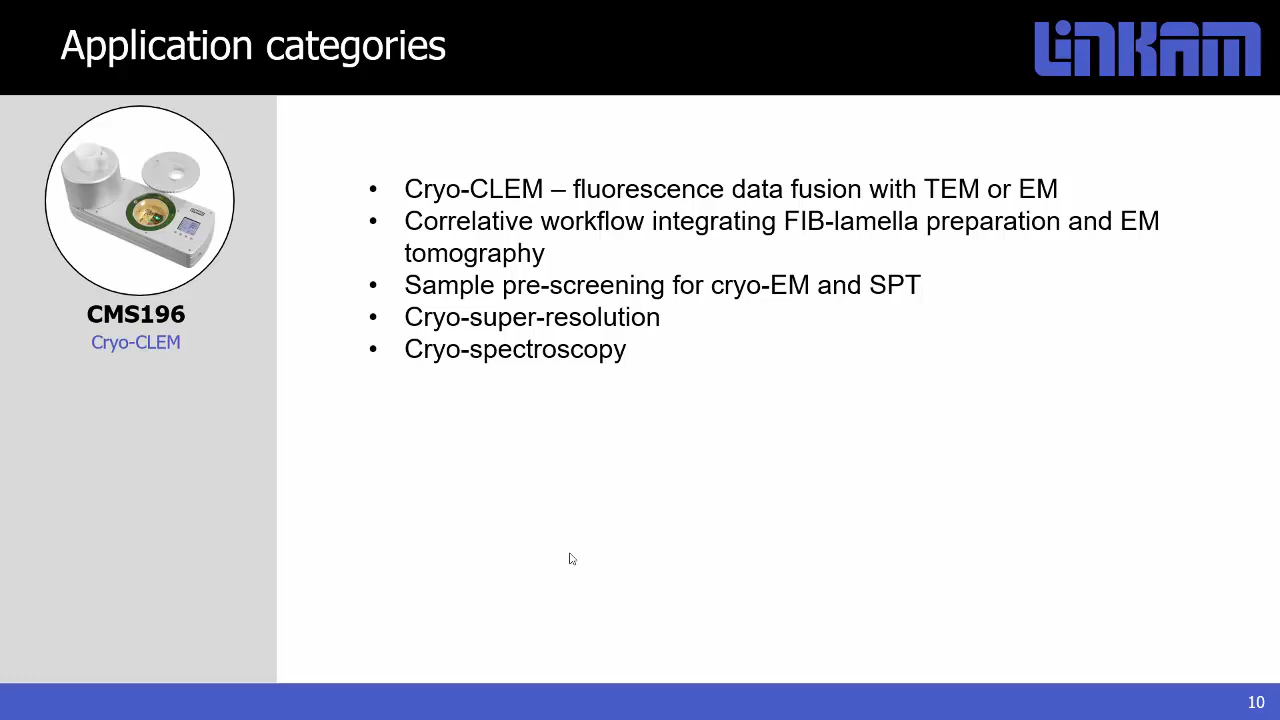 Application categories
LINKAM
CMS196
Cryo-CLEM
• Cryo-CLEM – fluorescence data fusion with TEM or EM
• Correlative workflow integrating FIB-lamella preparation and EM
tomography
• Sample pre-screening for cryo-EM and SPT
• Cryo-super-resolution
• Cryo-spectroscopy
10